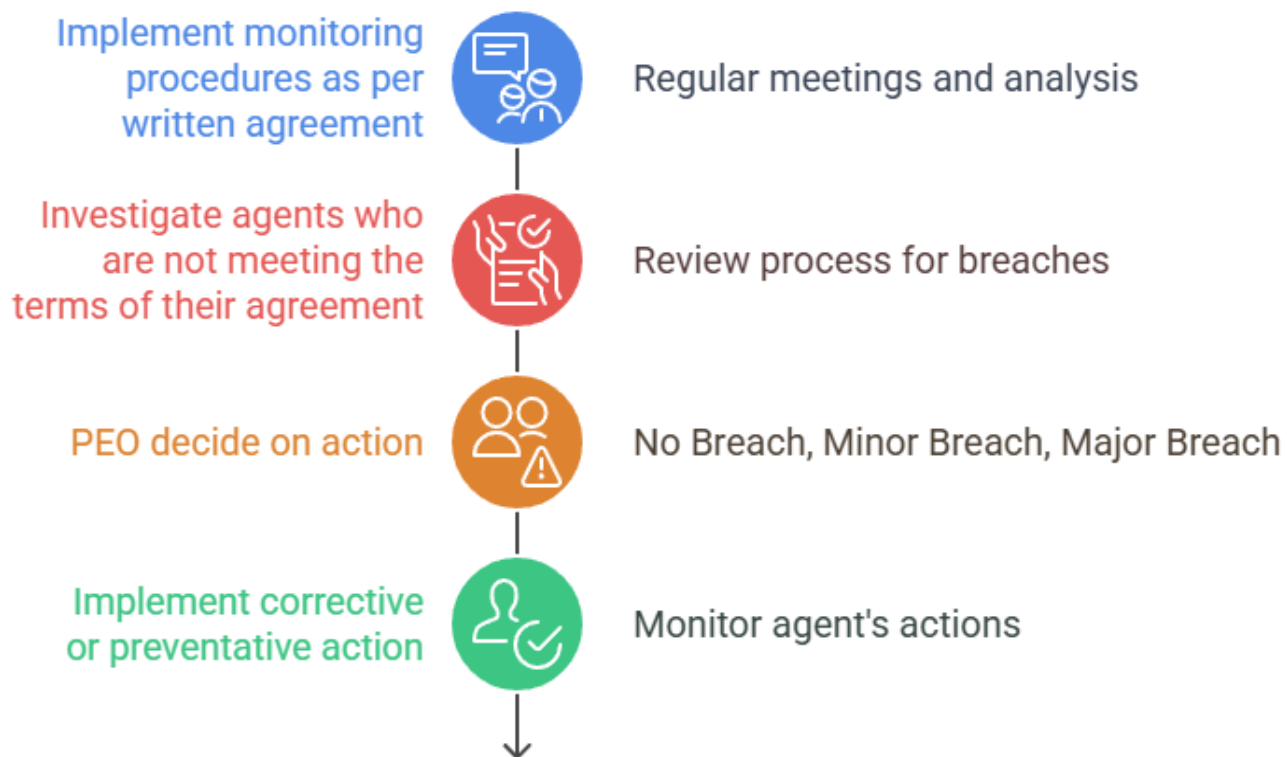 Implement monitoring
procedures as per
written agreement
Regular meetings and analysis
Investigate agents who
are not meeting the
terms of their agreement
Review process for breaches
PEO decide on action
No Breach, Minor Breach, Major Breach
Implement corrective
or preventative action
Monitor agent's actions